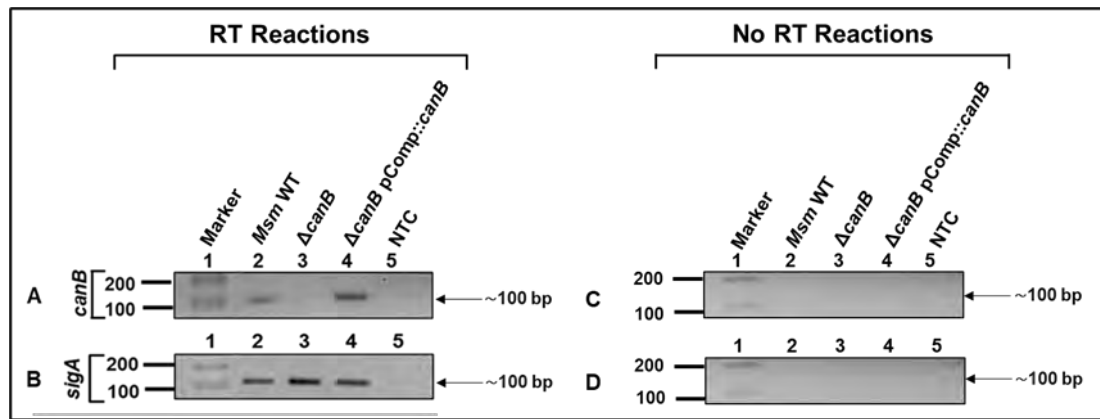 RT Reactions
No RT Reactions
Marker
Msm WT
ΔcanB
ΔcanB pComp::canB
NTC
Marker
Msm WT
ΔcanB
ΔcanB pComp::canB
NTC
1 2 3 4 5
1 2 3 4 5
A canB 200 100 ~100 bp
C 200 100 ~100 bp
1 2 3 4 5
1 2 3 4 5
B sigA 200 100 ~100 bp
D 200 100 ~100 bp